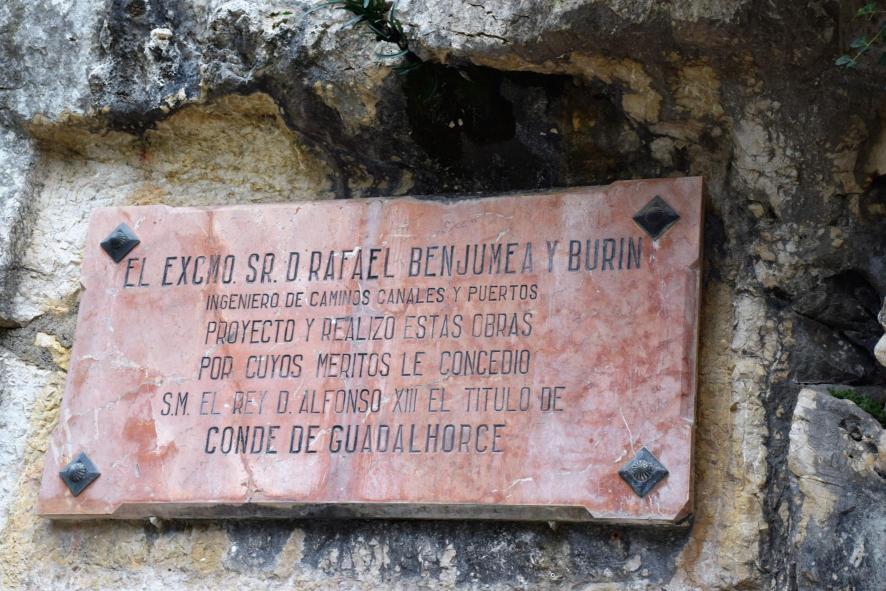 EL EXCMO. SR. D RAFAEL BENJUMEA Y BURIN
INGENIERO DE CAMINOS CANALES Y PUERTOS
PROYECTO Y REALIZO ESTAS OBRAS
POR CUYOS MERITOS LE CONCEDIO
S.M. EL REY D. ALFONSO XIII EL TITULO DE
CONDE DE GUADALHORCE